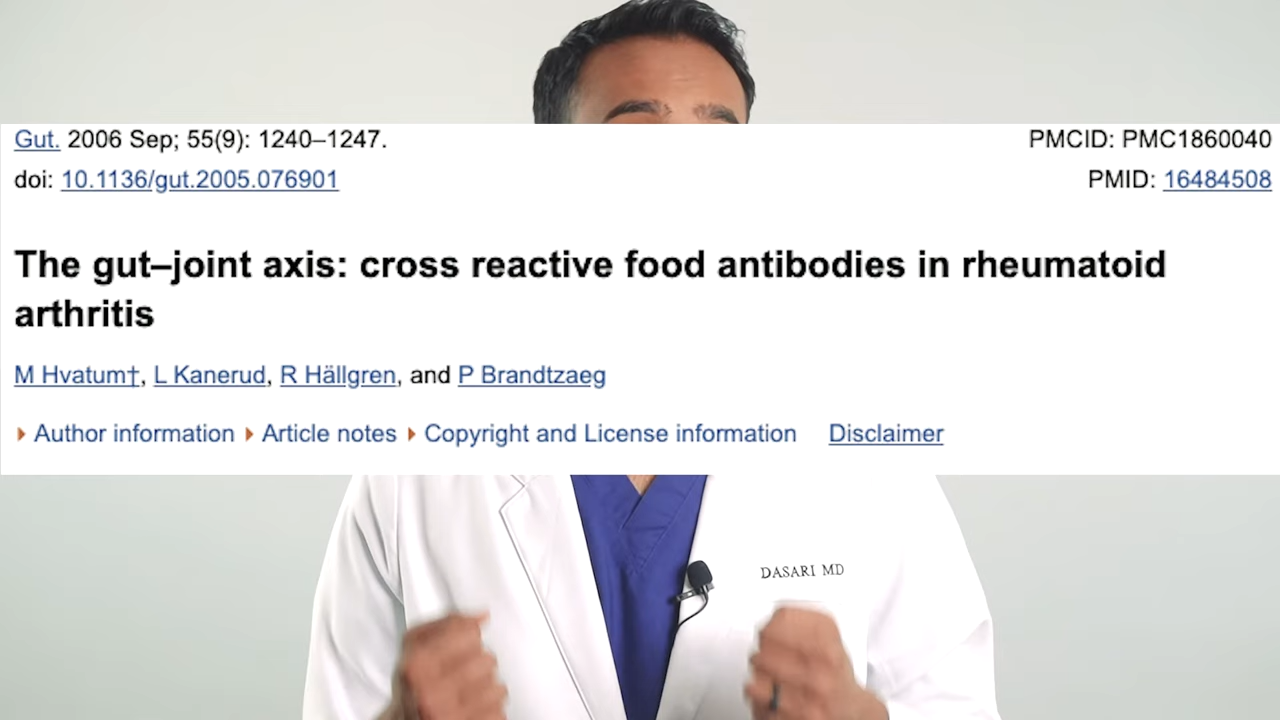 Gut. 2006 Sep; 55(9): 1240–1247.
PMCID: PMC1860040
doi: 10.1136/gut.2005.076901
PMID: 16484508
The gut–joint axis: cross reactive food antibodies in rheumatoid
arthritis
M Hvatum†, L Kanerud, R Hällgren, and P Brandtzaeg
Author information Article notes Copyright and License information Disclaimer
DASARI MD